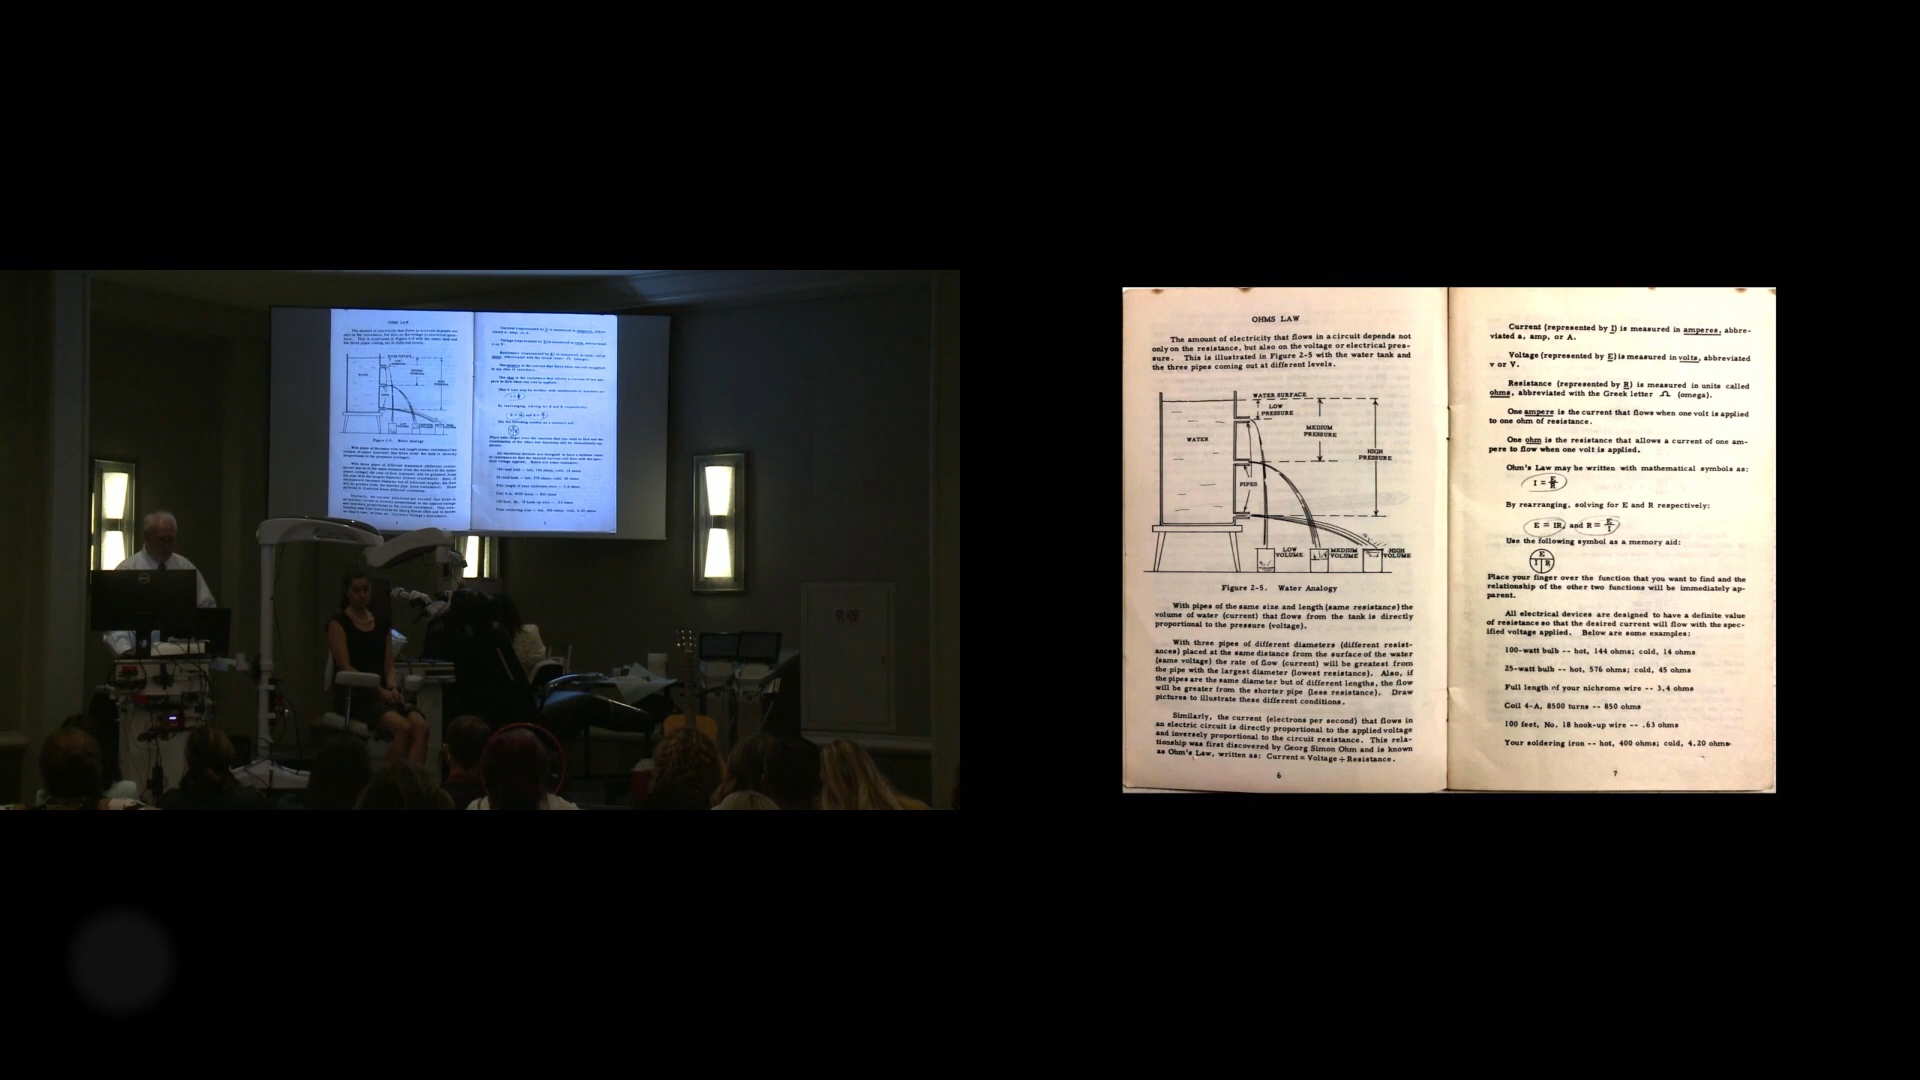 OHMS LAW
The amount of electricity that flows in a circuit depends not
only on the resistance, but also on the voltage or electrical pres-
sure. This is illustrated in Figure 2-5 with the water tank and
the three pipes coming out at different levels.
WATER SURFACE
LOW
PRESSURE
MEDIUM
PRESSURE
WATER
HIGH
PRESSURE
PIPES
LOW
VOLUME
MEDIUM
VOLUME
HIGH
VOLUME
Figure 2-5. Water Analogy
With pipes of the same size and length (same resistance) the
volume of water (current) that flows from the tank is directly
proportional to the pressure (voltage).
With three pipes of different diameters (different resist-
ances) placed at the same distance from the surface of the water
(same voltage) the rate of flow (current) will be greatest from
the pipe with the largest diameter (lowest resistance). Also, if
the pipes are the same diameter but of different lengths, the flow
will be greater from the shorter pipe (less resistance). Draw
pictures to illustrate these different conditions.
Similarly, the current (electrons per second) that flows in
an electric circuit is directly proportional to the applied voltage
and inversely proportional to the circuit resistance. This rela-
tionship was first discovered by Georg Simon Ohm and is known
as Ohm's Law, written as: Current = Voltage ÷ Resistance.
6
Current (represented by I) is measured in amperes, abbre-
viated a, amp, or A.
Voltage (represented by E) is measured in volts, abbreviated
v or V.
Resistance (represented by R) is measured in units called
ohms, abbreviated with the Greek letter Ω (omega).
One ampere is the current that flows when one volt is applied
to one ohm of resistance.
One ohm is the resistance that allows a current of one am-
pere to flow when one volt is applied.
Ohm's Law may be written with mathematical symbols as:
I = E/R
By rearranging, solving for E and R respectively:
E = IR, and R = E/I
Use the following symbol as a memory aid:
E
I R
Place your finger over the function that you want to find and the
relationship of the other two functions will be immediately ap-
parent.
All electrical devices are designed to have a definite value
of resistance so that the desired current will flow with the spec-
ified voltage applied. Below are some examples:
100-watt bulb -- hot, 144 ohms; cold, 14 ohms
25-watt bulb -- hot, 576 ohms; cold, 45 ohms
Full length of your nichrome wire -- 3.4 ohms
Coil 4-A, 8500 turns -- 850 ohms
100 feet, No. 18 hook-up wire -- .63 ohms
Your soldering iron -- hot, 400 ohms; cold, 4.20 ohms
7